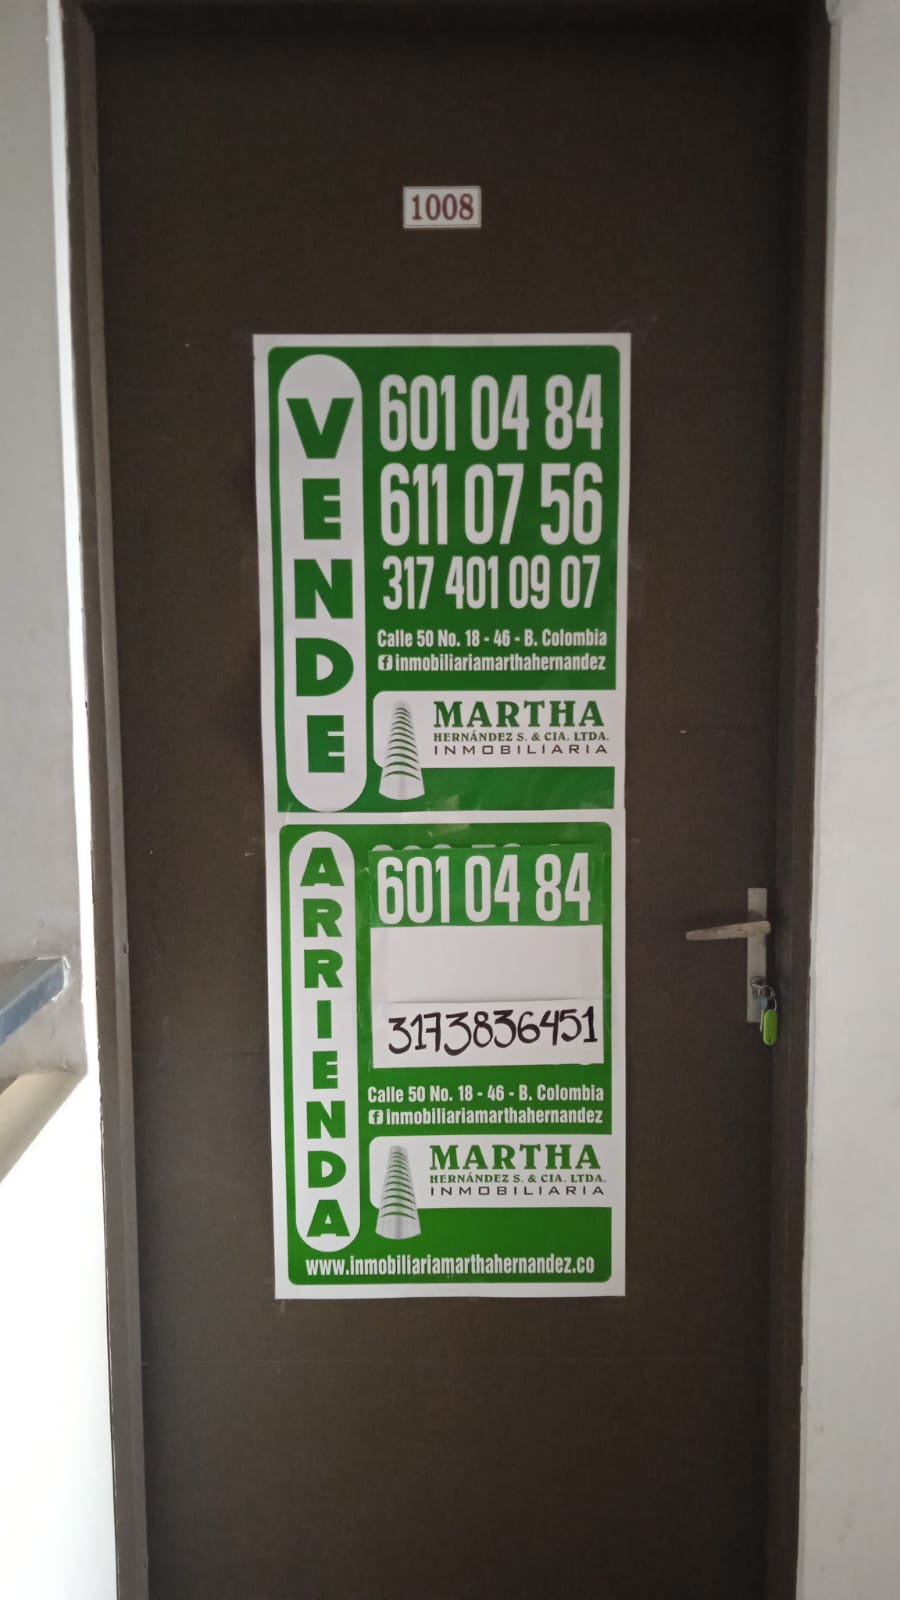 1008
VENDE
601 04 84
611 07 56
317 401 09 07
Calle 50 No. 18 - 46 - B. Colombia
inmobiliariamarthahernandez
MARTHA
HERNÁNDEZ S. & CIA. LTDA.
INMOBILIARIA
ARRIENDA
601 04 84
3173836451
Calle 50 No. 18 - 46 - B. Colombia
inmobiliariamarthahernandez
MARTHA
HERNÁNDEZ S. & CIA. LTDA.
INMOBILIARIA
www.inmobiliariamarthahernandez.co